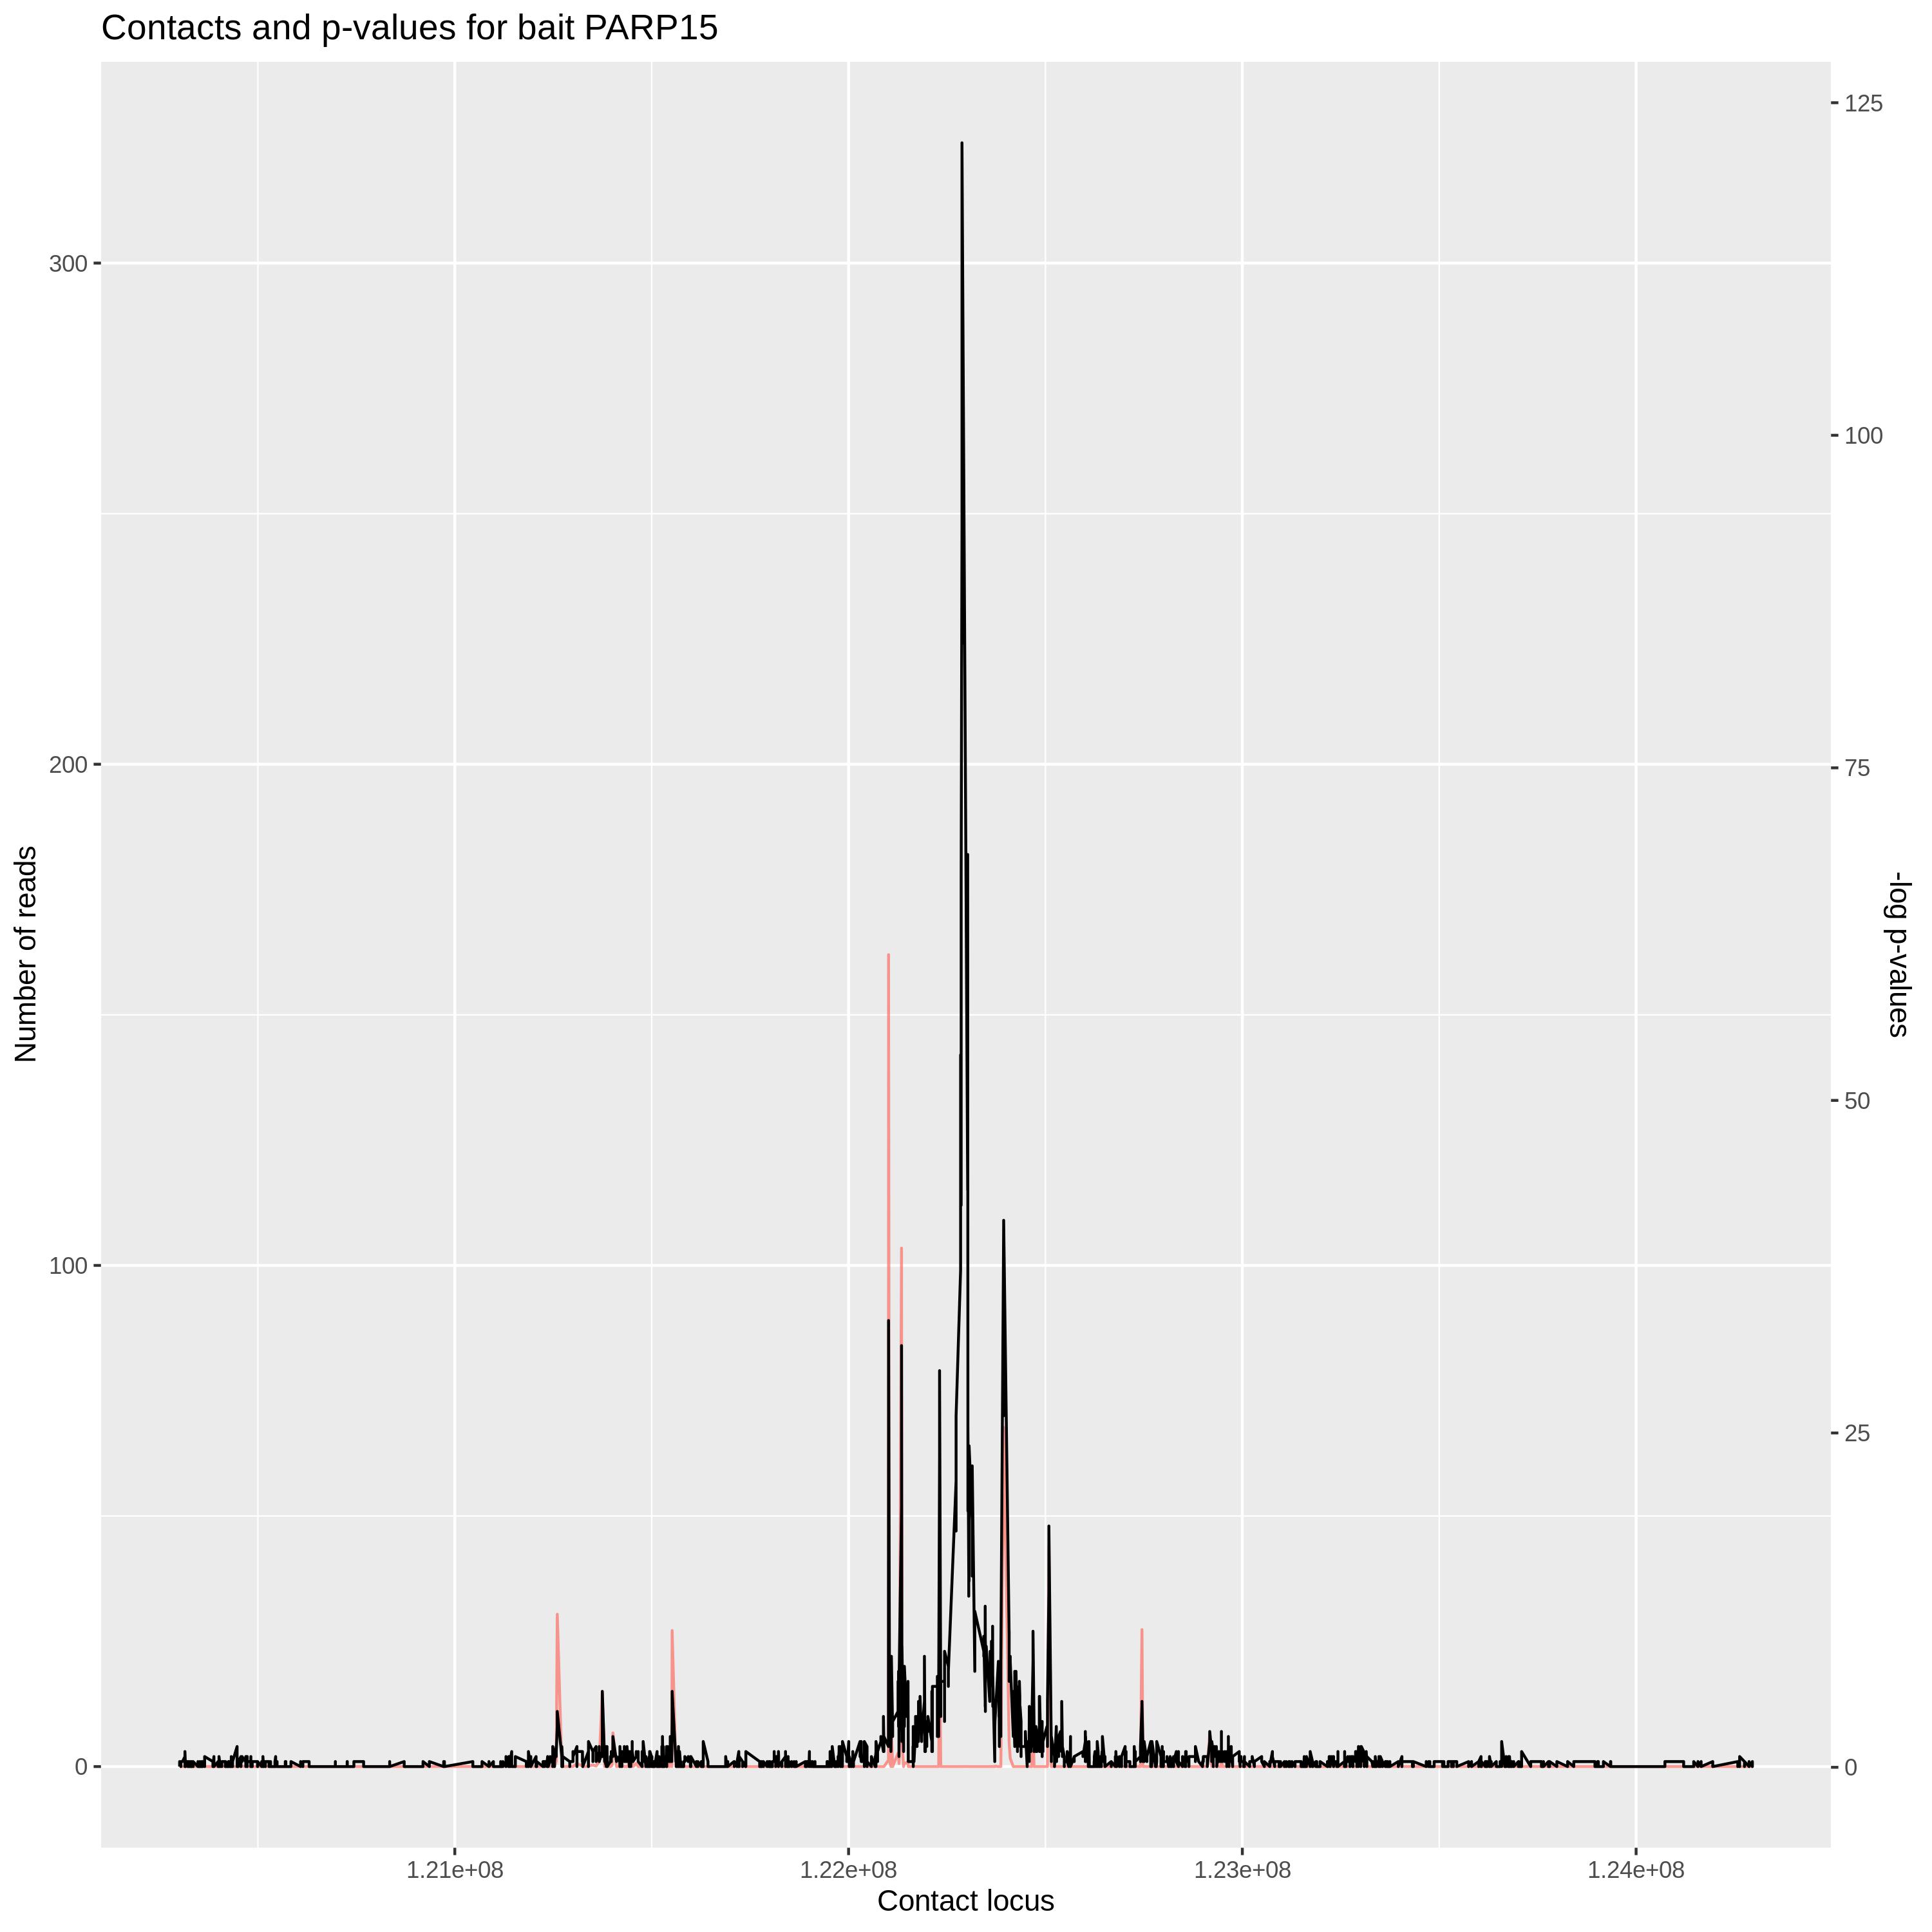 Contacts and p-values for bait PARP15
Number of reads
300
200
100
0
125
100
75
50
25
0
-log p-values
1.21e+08 1.22e+08 1.23e+08 1.24e+08
Contact locus